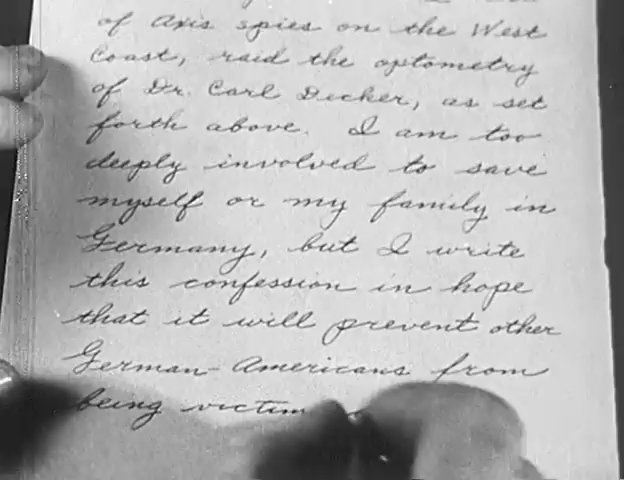 of Axis spies on the West
Coast, raid the optometry
of Dr. Carl Decker, as set
forth above. I am too
deeply involved to save
myself or my family in
Germany, but I write
this confession in hope
that it will prevent other
German-Americans from
being